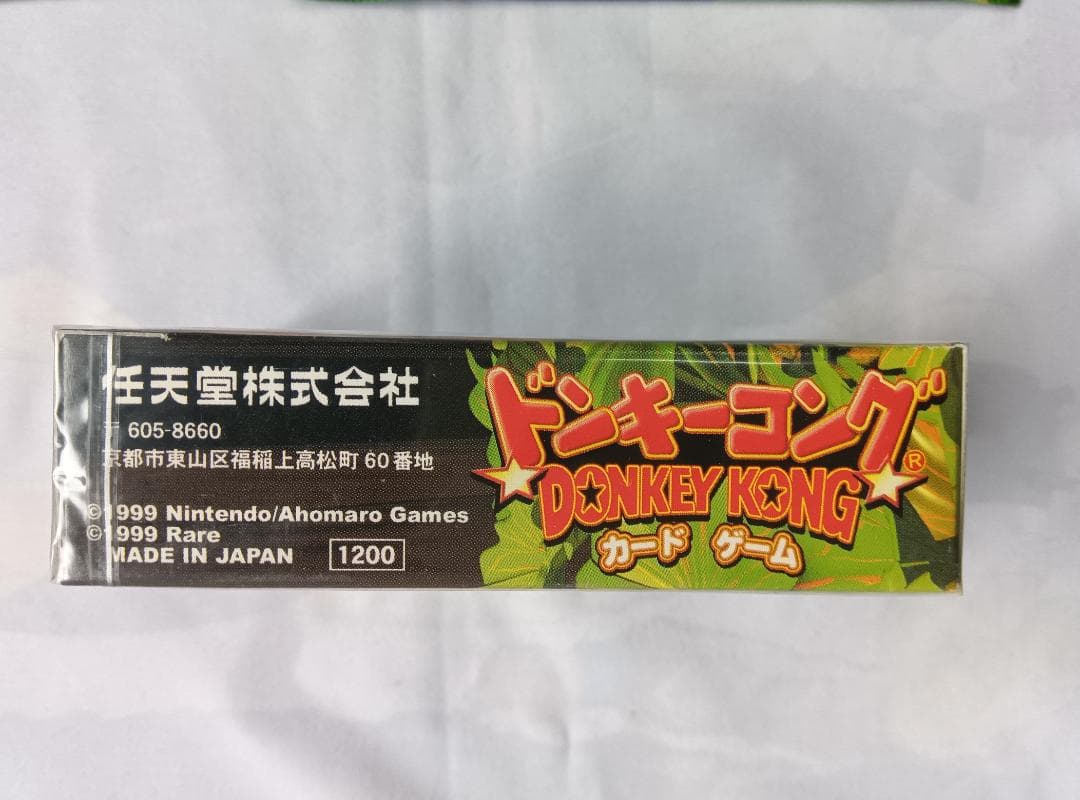 任天堂株式会社
〒605-8660
京都市東山区福稲上高松町60番地
©1999 Nintendo/Ahomaro Games
©1999 Rare
MADE IN JAPAN 1200
ドンキーコング
DONKEY KONG®
カード ゲーム